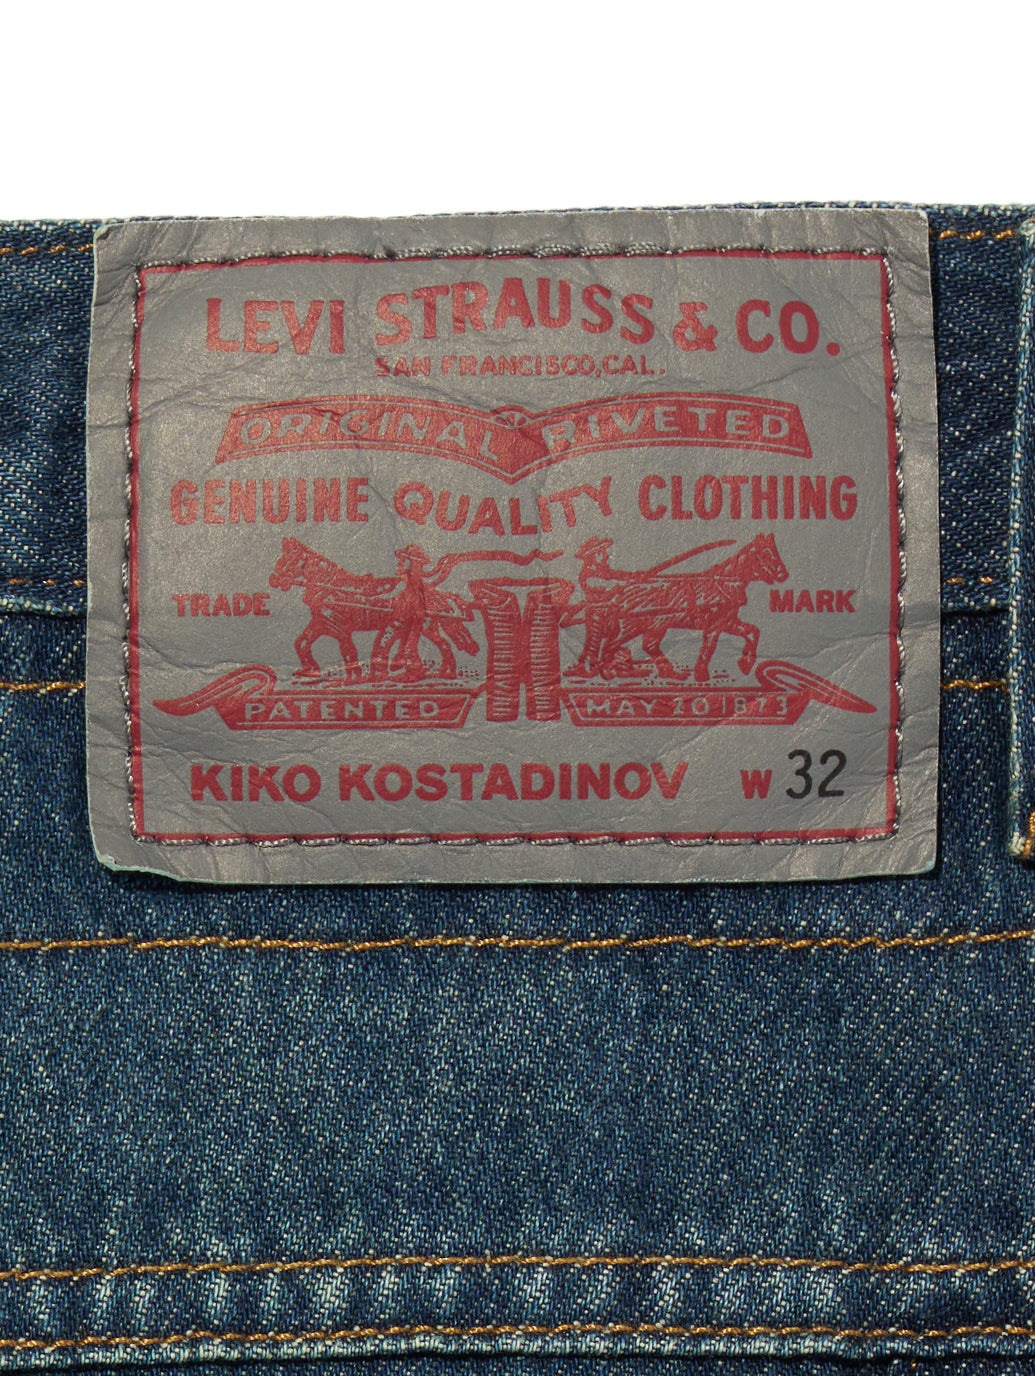 LEVI STRAUSS & CO.
SAN FRANCISCO, CAL.
ORIGINAL RIVETED
GENUINE QUALITY CLOTHING
TRADE MARK
PATENTED MAY 20 1873
KIKO KOSTADINOV W 32